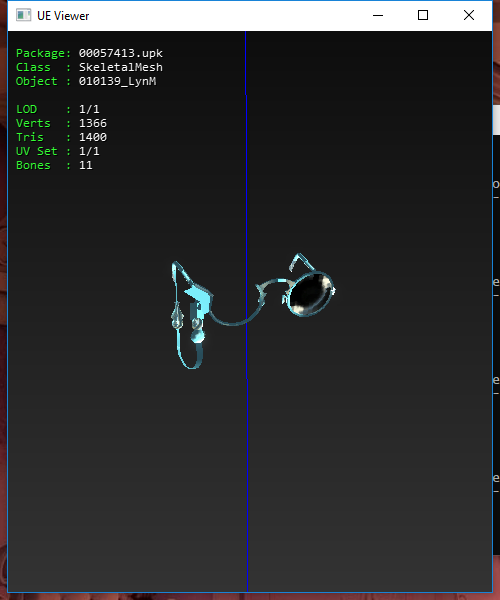 UE Viewer
Package: 00057413.upk
Class  : SkeletalMesh
Object : 010139_LynM
LOD    : 1/1
Verts  : 1366
Tris   : 1400
UV Set : 1/1
Bones  : 11